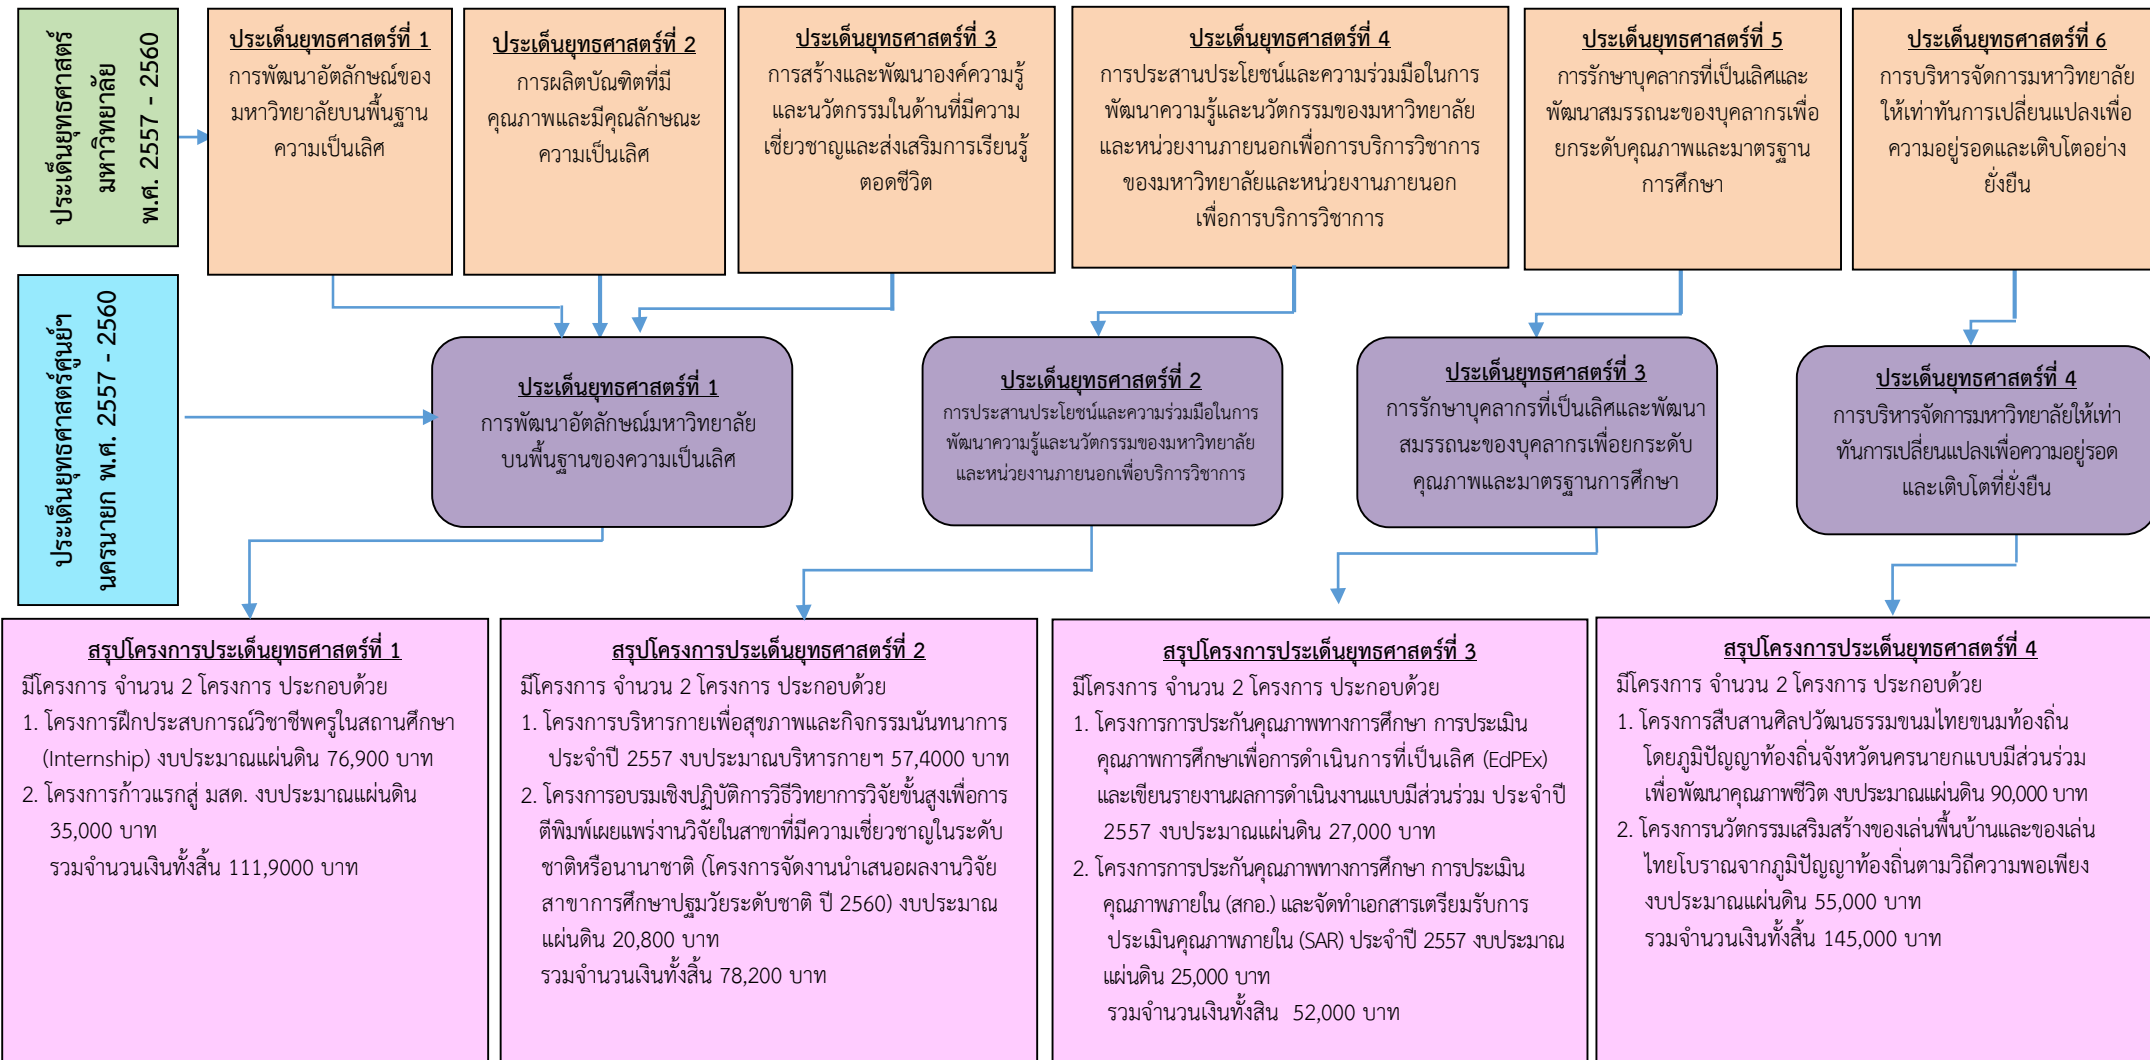 ประเด็นยุทธศาสตร์
มหาวิทยาลัย
พ.ศ. 2557 - 2560
ประเด็นยุทธศาสตร์ที่ 1
การพัฒนาอัตลักษณ์ของ
มหาวิทยาลัยบนพื้นฐาน
ความเป็นเลิศ
ประเด็นยุทธศาสตร์ที่ 2
การผลิตบัณฑิตที่มี
คุณภาพและมีคุณลักษณะ
ความเป็นเลิศ
ประเด็นยุทธศาสตร์ที่ 3
การสร้างและพัฒนาองค์ความรู้
และนวัตกรรมในด้านที่มีความ
เชี่ยวชาญและส่งเสริมการเรียนรู้
ตอดชีวิต
ประเด็นยุทธศาสตร์ที่ 4
การประสานประโยชน์และความร่วมมือในการ
พัฒนาความรู้และนวัตกรรมของมหาวิทยาลัย
และหน่วยงานภายนอกเพื่อการบริการวิชาการ
ของมหาวิทยาลัยและหน่วยงานภายนอก
เพื่อการบริการวิชาการ
ประเด็นยุทธศาสตร์ที่ 5
การรักษาบุคลากรที่เป็นเลิศและ
พัฒนาสมรรถนะของบุคลากรเพื่อ
ยกระดับคุณภาพและมาตรฐาน
การศึกษา
ประเด็นยุทธศาสตร์ที่ 6
การบริหารจัดการมหาวิทยาลัย
ให้เท่าทันการเปลี่ยนแปลงเพื่อ
ความอยู่รอดและเติบโตอย่าง
ยั่งยืน
ประเด็นยุทธศาสตร์ศูนย์ฯ
นครนายก พ.ศ. 2557 - 2560
ประเด็นยุทธศาสตร์ที่ 1
การพัฒนาอัตลักษณ์มหาวิทยาลัย
บนพื้นฐานของความเป็นเลิศ
ประเด็นยุทธศาสตร์ที่ 2
การประสานประโยชน์และความร่วมมือในการ
พัฒนาความรู้และนวัตกรรมของมหาวิทยาลัย
และหน่วยงานภายนอกเพื่อบริการวิชาการ
ประเด็นยุทธศาสตร์ที่ 3
การรักษาบุคลากรที่เป็นเลิศและพัฒนา
สมรรถนะของบุคลากรเพื่อยกระดับ
คุณภาพและมาตรฐานการศึกษา
ประเด็นยุทธศาสตร์ที่ 4
การบริหารจัดการมหาวิทยาลัยให้เท่า
ทันการเปลี่ยนแปลงเพื่อความอยู่รอด
และเติบโตที่ยั่งยืน
สรุปโครงการประเด็นยุทธศาสตร์ที่ 1
มีโครงการ จำนวน 2 โครงการ ประกอบด้วย
1. โครงการฝึกประสบการณ์วิชาชีพครูในสถานศึกษา
(Internship) งบประมาณแผ่นดิน 76,900 บาท
2. โครงการก้าวแรกสู่ มสด. งบประมาณแผ่นดิน
35,000 บาท
รวมจำนวนเงินทั้งสิ้น 111,9000 บาท
สรุปโครงการประเด็นยุทธศาสตร์ที่ 2
มีโครงการ จำนวน 2 โครงการ ประกอบด้วย
1. โครงการบริหารกายเพื่อสุขภาพและกิจกรรมนันทนาการ
ประจำปี 2557 งบประมาณบริหารกายฯ 57,4000 บาท
2. โครงการอบรมเชิงปฏิบัติการวิธีวิทยาการวิจัยขั้นสูงเพื่อการ
ตีพิมพ์เผยแพร่งานวิจัยในสาขาที่มีความเชี่ยวชาญในระดับ
ชาติหรือนานาชาติ (โครงการจัดงานนำเสนอผลงานวิจัย
สาขาการศึกษาปฐมวัยระดับชาติ ปี 2560) งบประมาณ
แผ่นดิน 20,800 บาท
รวมจำนวนเงินทั้งสิ้น 78,200 บาท
สรุปโครงการประเด็นยุทธศาสตร์ที่ 3
มีโครงการ จำนวน 2 โครงการ ประกอบด้วย
1. โครงการการประกันคุณภาพทางการศึกษา การประเมิน
คุณภาพการศึกษาเพื่อการดำเนินการที่เป็นเลิศ (EdPEx)
และเขียนรายงานผลการดำเนินงานแบบมีส่วนร่วม ประจำปี
2557 งบประมาณแผ่นดิน 27,000 บาท
2. โครงการการประกันคุณภาพทางการศึกษา การประเมิน
คุณภาพภายใน (สกอ.) และจัดทำเอกสารเตรียมรับการ
ประเมินคุณภาพภายใน (SAR) ประจำปี 2557 งบประมาณ
แผ่นดิน 25,000 บาท
รวมจำนวนเงินทั้งสิน 52,000 บาท
สรุปโครงการประเด็นยุทธศาสตร์ที่ 4
มีโครงการ จำนวน 2 โครงการ ประกอบด้วย
1. โครงการสืบสานศิลปวัฒนธรรมขนมไทยขนมท้องถิ่น
โดยภูมิปัญญาท้องถิ่นจังหวัดนครนายกแบบมีส่วนร่วม
เพื่อพัฒนาคุณภาพชีวิต งบประมาณแผ่นดิน 90,000 บาท
2. โครงการนวัตกรรมเสริมสร้างของเล่นพื้นบ้านและของเล่น
ไทยโบราณจากภูมิปัญญาท้องถิ่นตามวิถีความพอเพียง
งบประมาณแผ่นดิน 55,000 บาท
รวมจำนวนเงินทั้งสิ้น 145,000 บาท